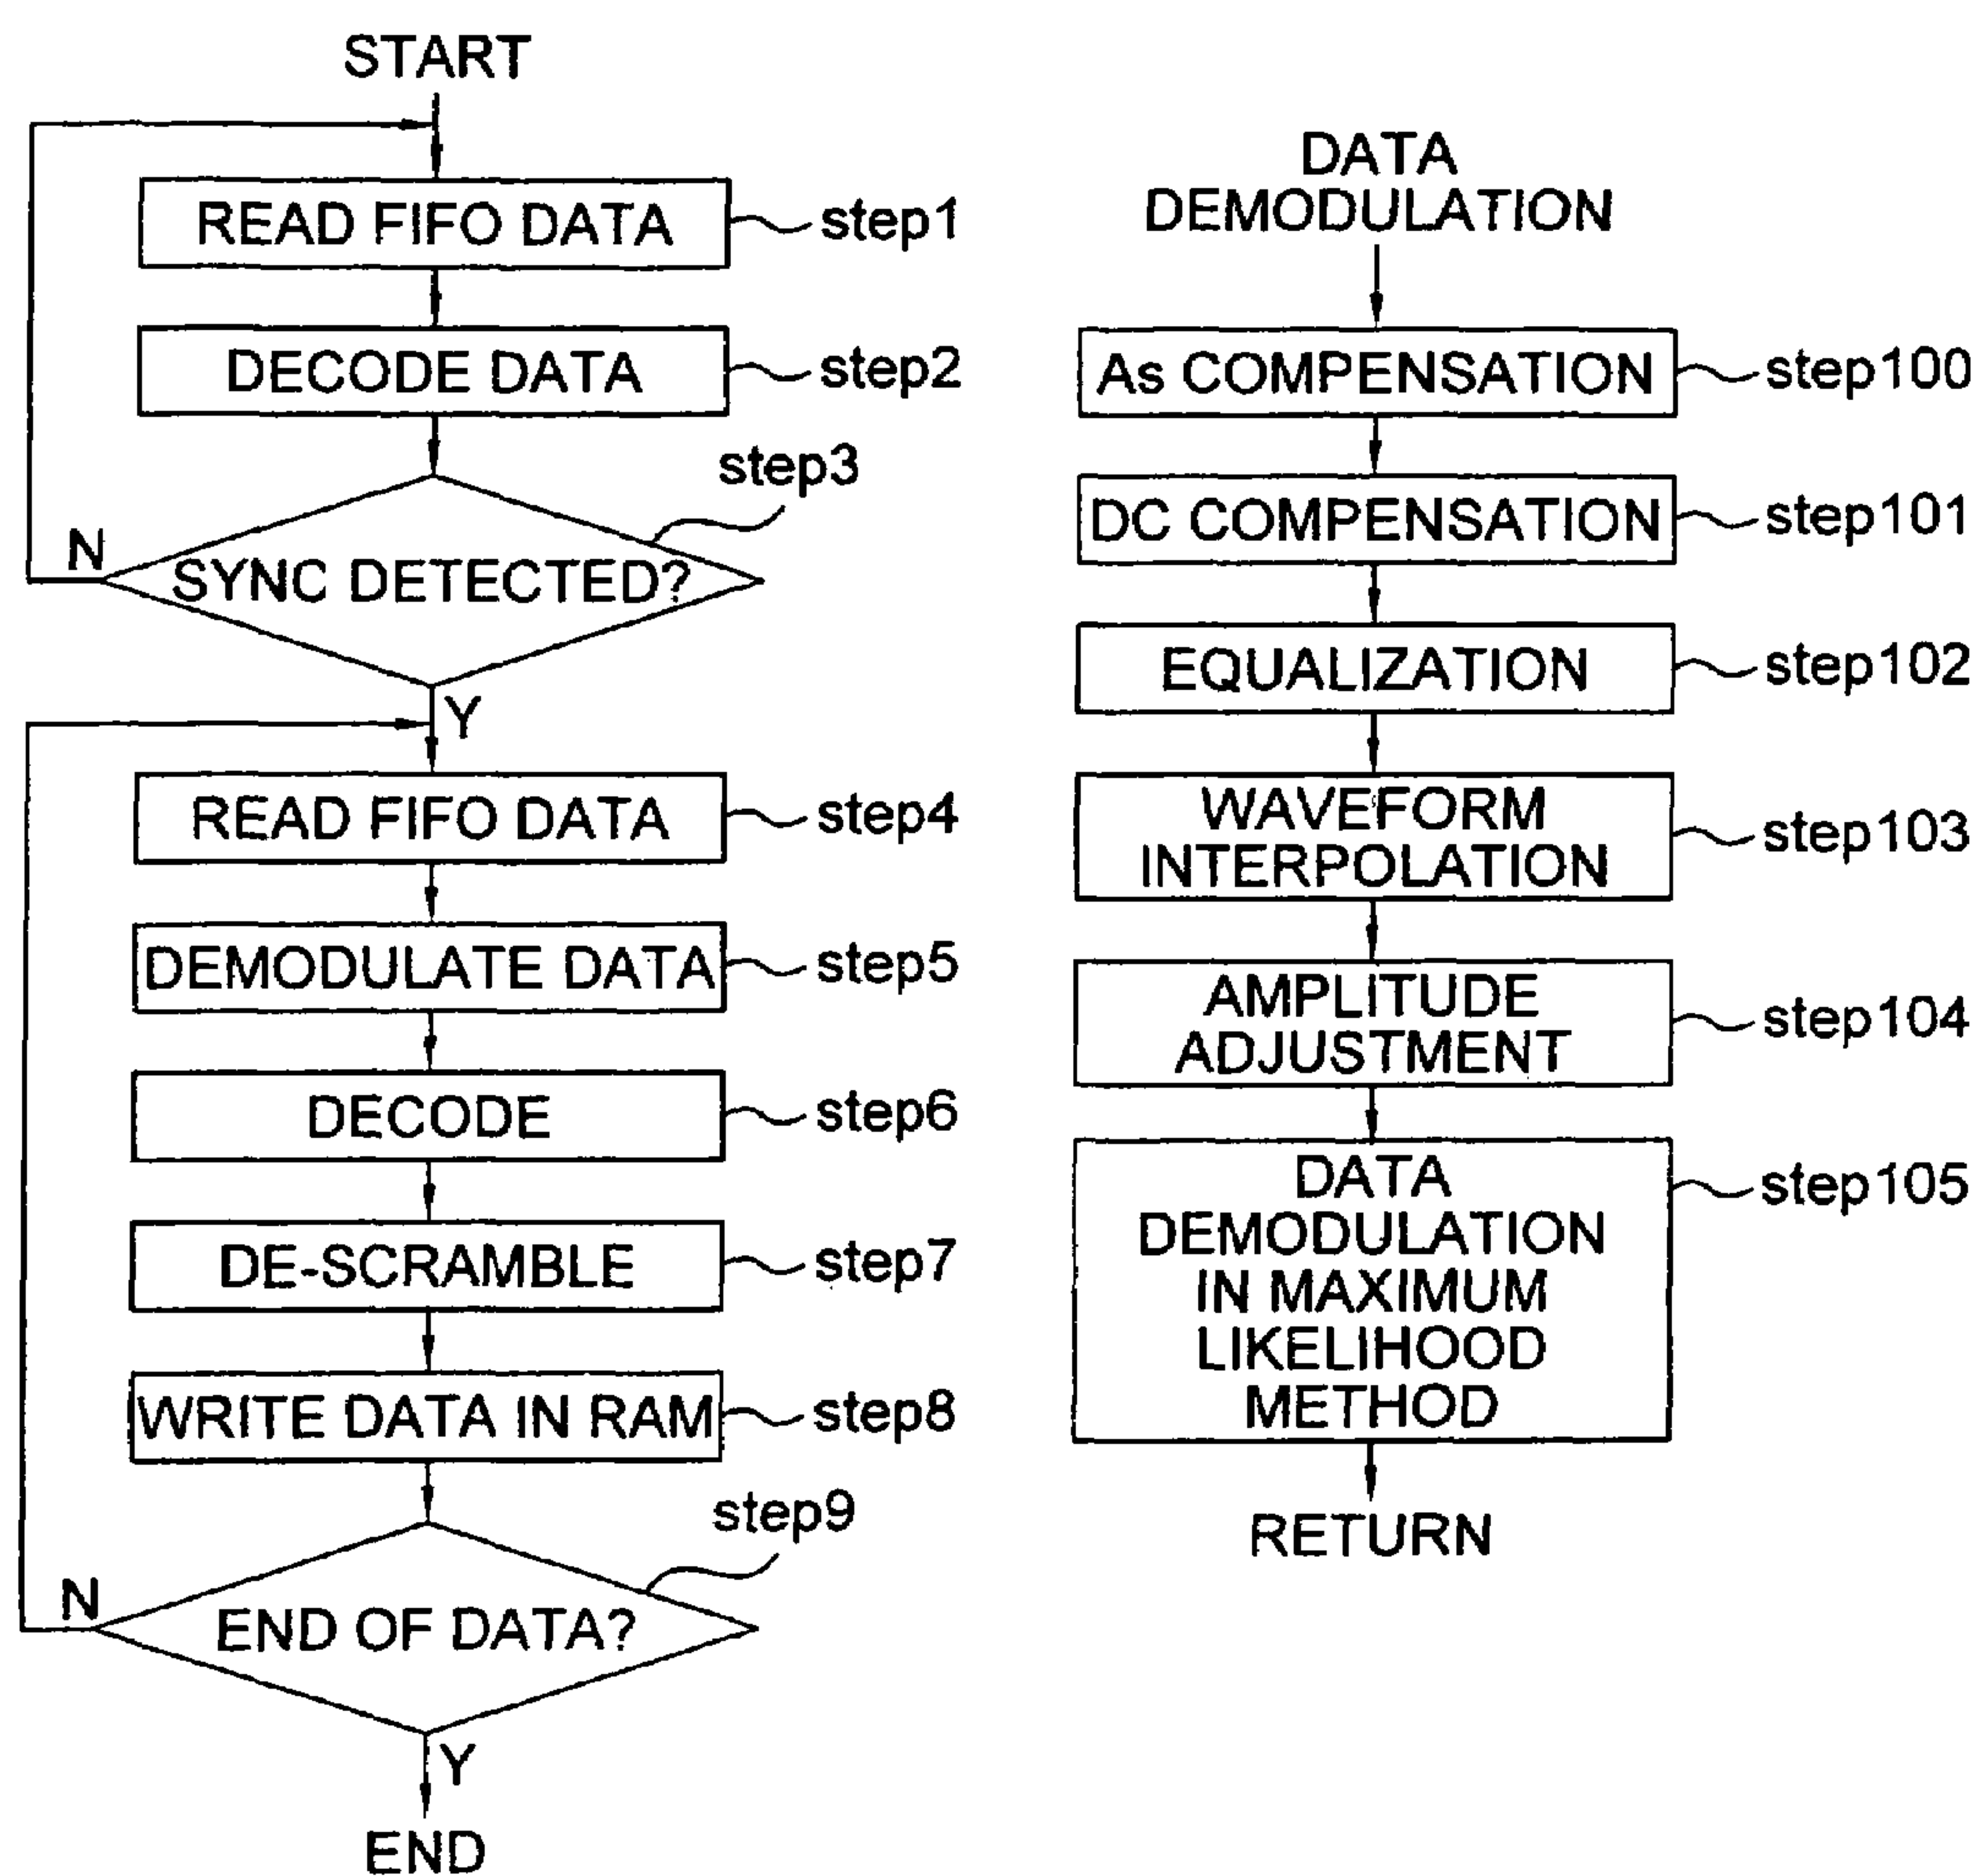 START
READ FIFO DATA
step1
DECODE DATA
step2
step3
N
SYNC DETECTED?
Y
READ FIFO DATA
step4
DEMODULATE DATA
step5
DECODE
step6
DE-SCRAMBLE
step7
WRITE DATA IN RAM
step8
step9
N
END OF DATA?
Y
END
DATA
DEMODULATION
As COMPENSATION
step100
DC COMPENSATION
step101
EQUALIZATION
step102
WAVEFORM
INTERPOLATION
step103
AMPLITUDE
ADJUSTMENT
step104
DATA
DEMODULATION
IN MAXIMUM
LIKELIHOOD
METHOD
step105
RETURN